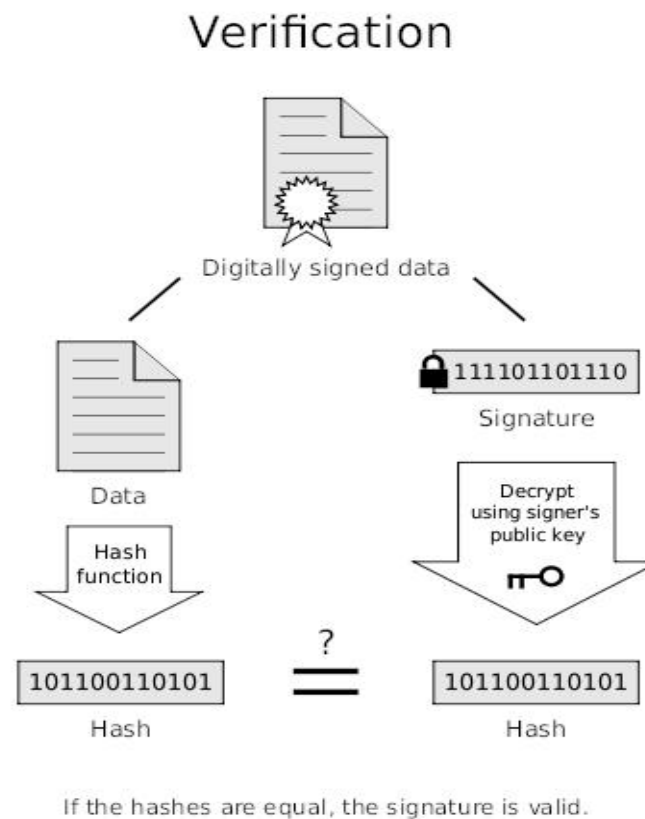 Verification
Digitally signed data
111101101110
Signature
Data
Decrypt
using signer's
public key
Hash
function
?
101100110101
101100110101
Hash
Hash
If the hashes are equal, the signature is valid.